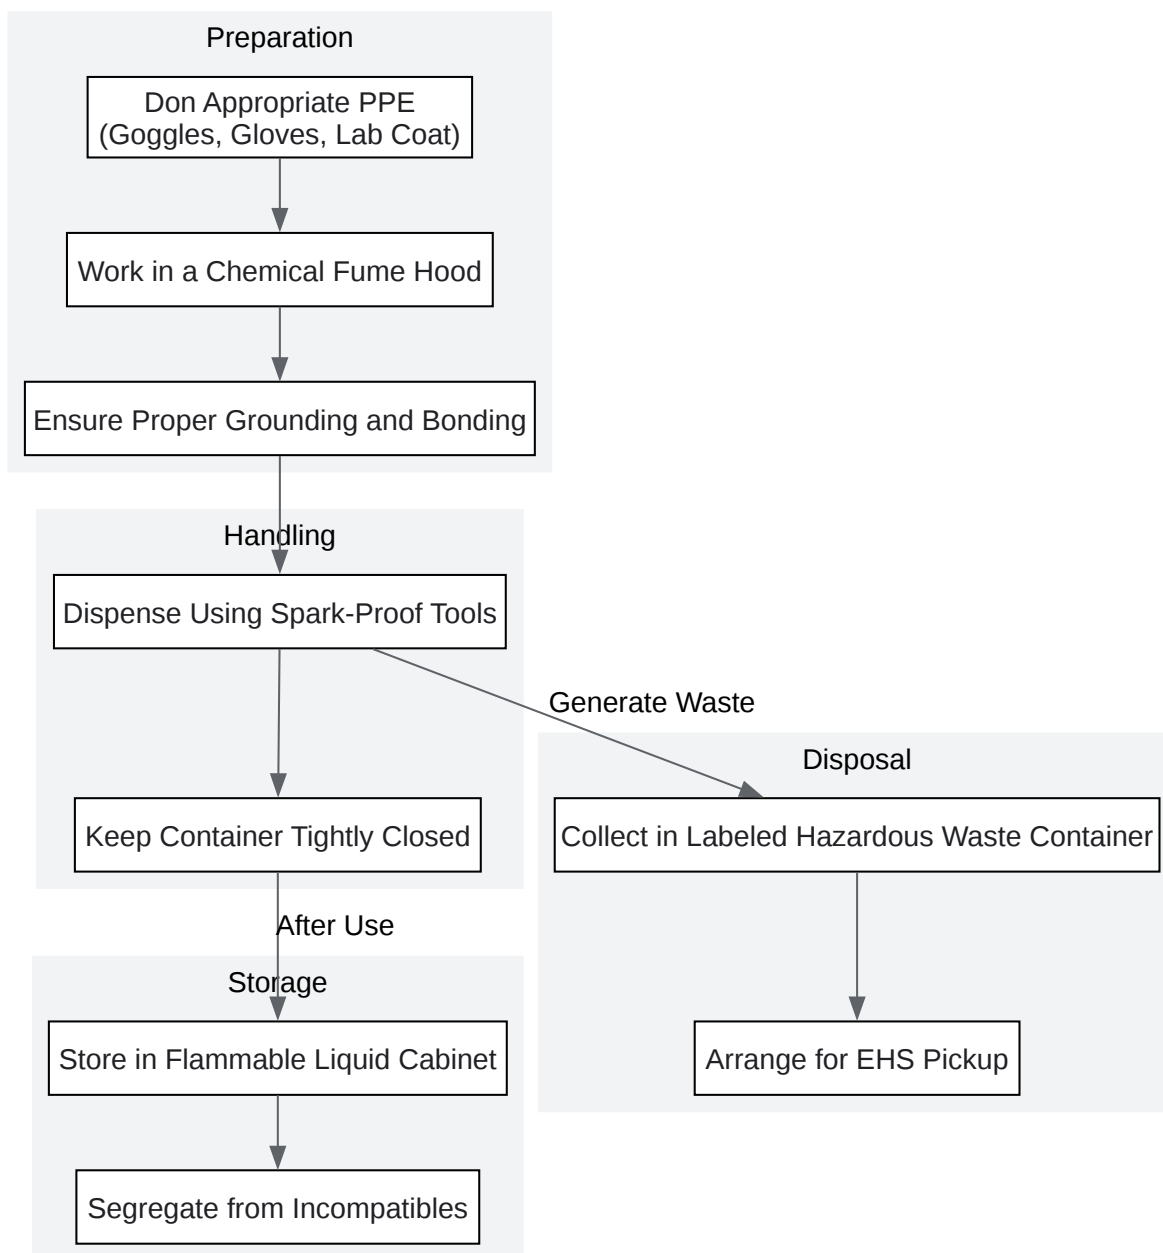 Preparation
Don Appropriate PPE
(Goggles, Gloves, Lab Coat)
Work in a Chemical Fume Hood
Ensure Proper Grounding and Bonding
Handling
Dispense Using Spark-Proof Tools
Generate Waste
Disposal
Keep Container Tightly Closed
Collect in Labeled Hazardous Waste Container
After Use
Storage
Store in Flammable Liquid Cabinet
Arrange for EHS Pickup
Segregate from Incompatibles